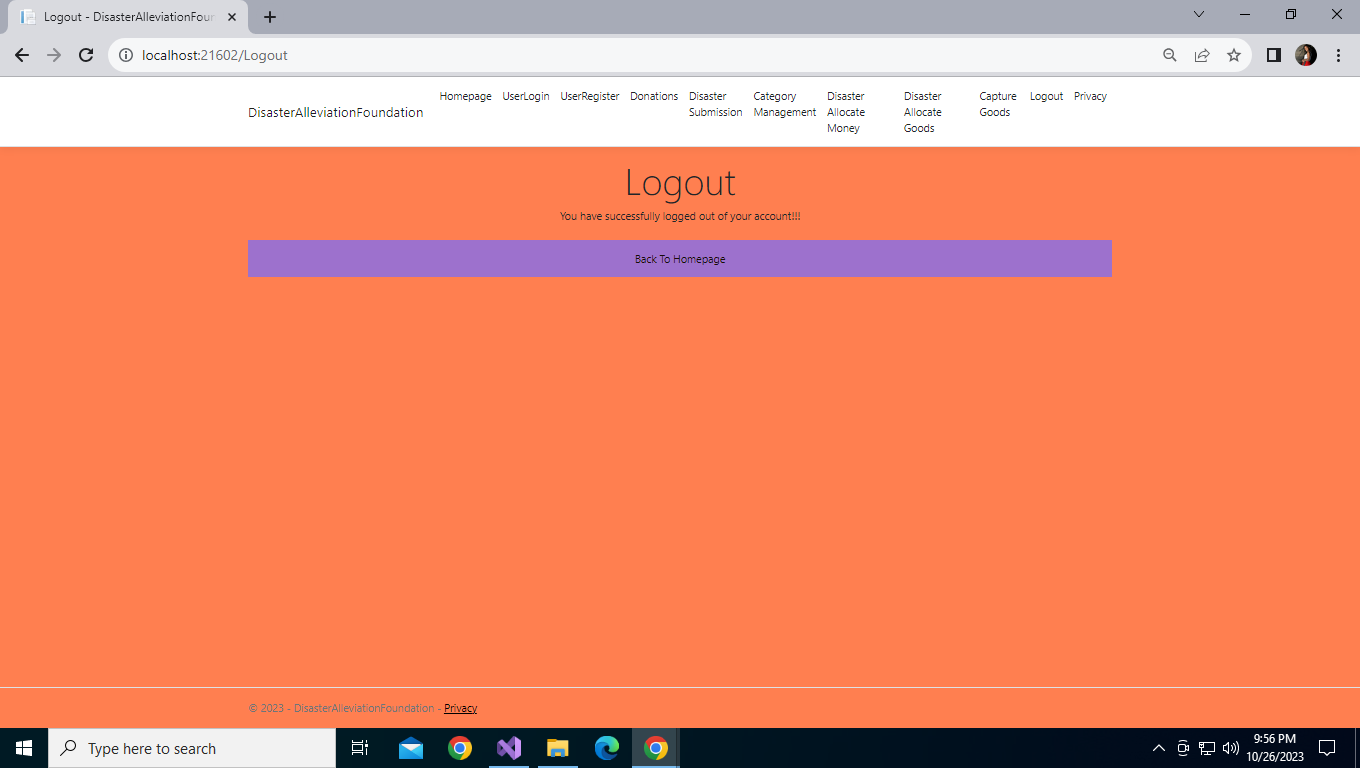 Logout - DisasterAlleviationFour
localhost:21602/Logout
DisasterAlleviationFoundation
Homepage
UserLogin
UserRegister
Donations
Disaster
Submission
Category
Management
Disaster
Allocate
Money
Disaster
Allocate
Goods
Capture
Goods
Logout
Privacy
Logout
You have successfully logged out of your account!!!
Back To Homepage
© 2023 - DisasterAlleviationFoundation - Privacy
Type here to search
9:56 PM
10/26/2023